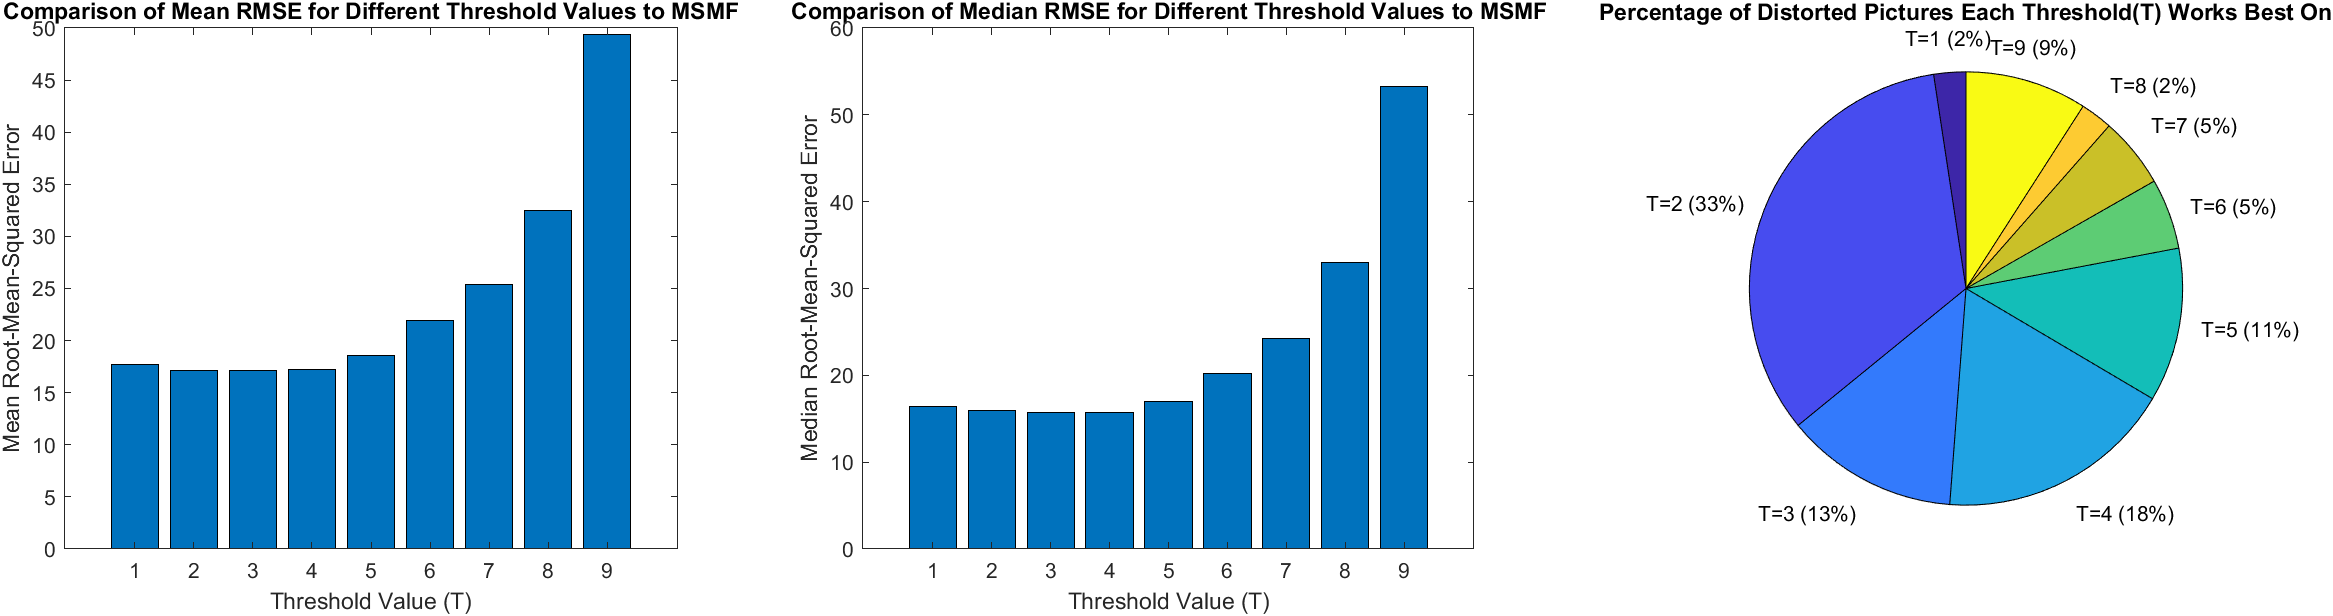 Comparison of Mean RMSE for Different Threshold Values to MSMF
Mean Root-Mean-Squared Error
50
45
40
35
30
25
20
15
10
5
0
1 2 3 4 5 6 7 8 9
Threshold Value (T)
Comparison of Median RMSE for Different Threshold Values to MSMF
Median Root-Mean-Squared Error
60
50
40
30
20
10
0
1 2 3 4 5 6 7 8 9
Threshold Value (T)
Percentage of Distorted Pictures Each Threshold(T) Works Best On
T=1 (2%)
T=9 (9%)
T=8 (2%)
T=7 (5%)
T=2 (33%)
T=6 (5%)
T=5 (11%)
T=3 (13%)
T=4 (18%)